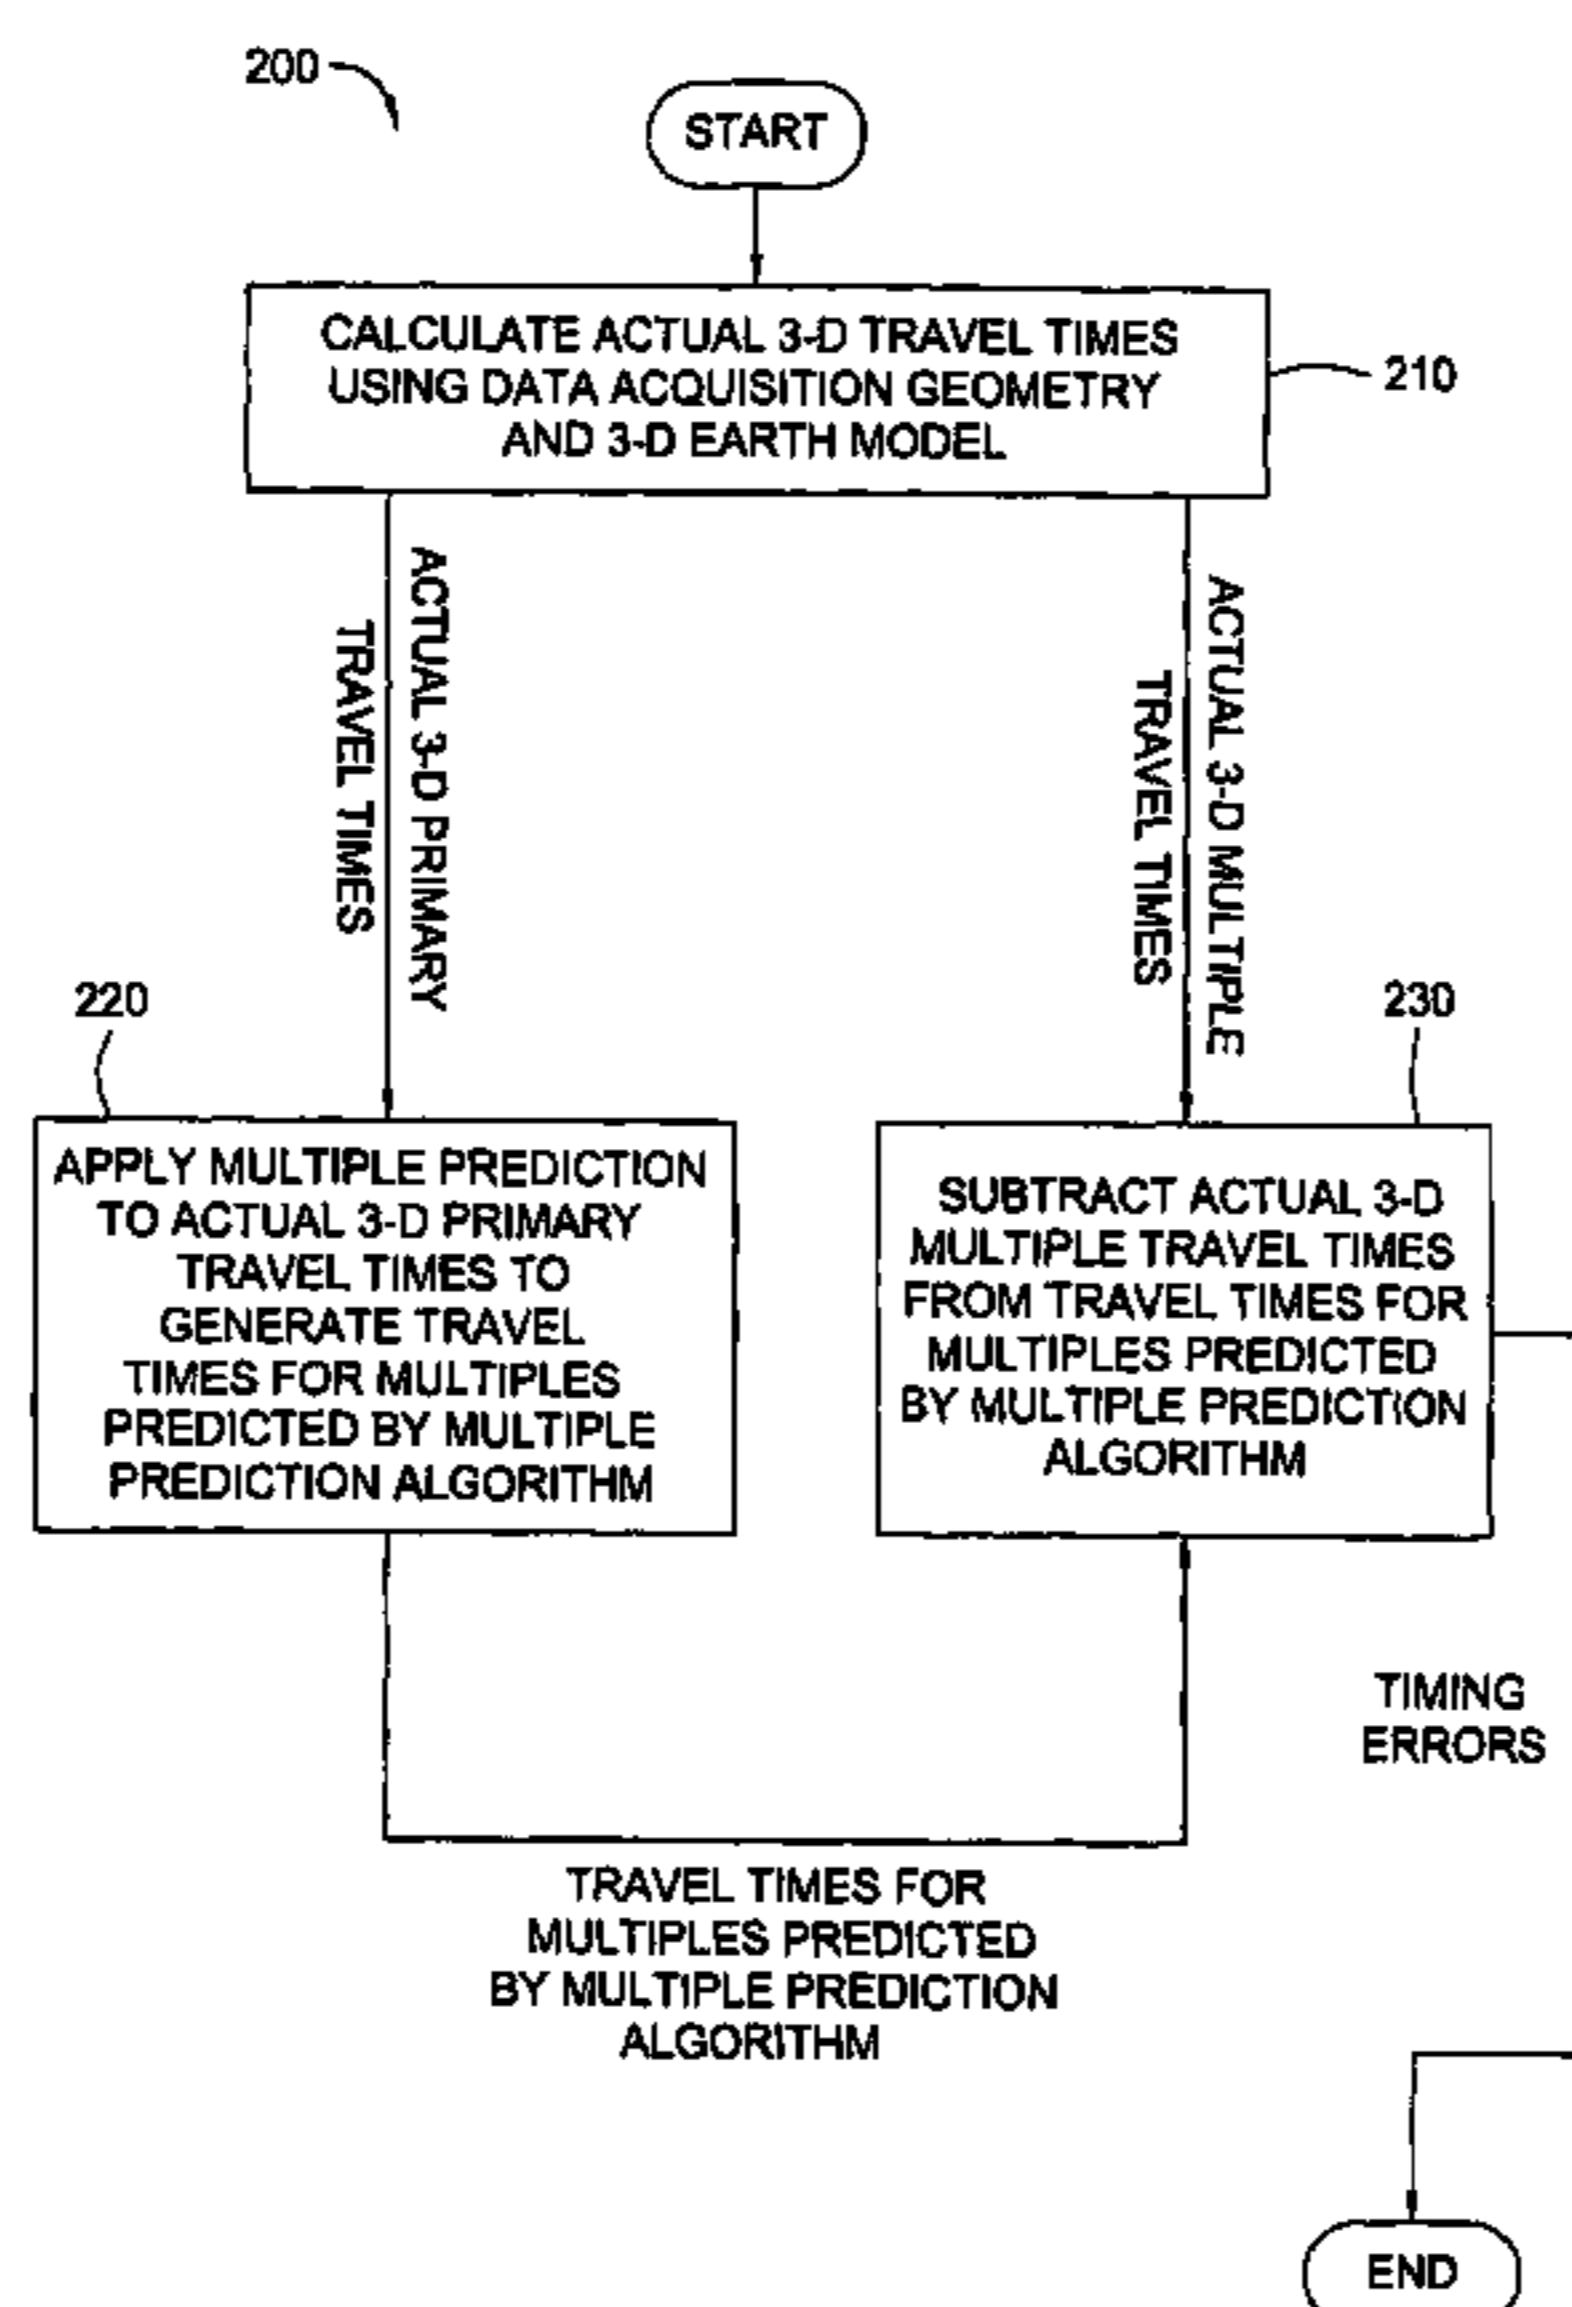 200
START
CALCULATE ACTUAL 3-D TRAVEL TIMES
USING DATA ACQUISITION GEOMETRY
AND 3-D EARTH MODEL
210
ACTUAL 3-D PRIMARY
TRAVEL TIMES
ACTUAL 3-D MULTIPLE
TRAVEL TIMES
220
APPLY MULTIPLE PREDICTION
TO ACTUAL 3-D PRIMARY
TRAVEL TIMES TO
GENERATE TRAVEL
TIMES FOR MULTIPLES
PREDICTED BY MULTIPLE
PREDICTION ALGORITHM
230
SUBTRACT ACTUAL 3-D
MULTIPLE TRAVEL TIMES
FROM TRAVEL TIMES FOR
MULTIPLES PREDICTED
BY MULTIPLE PREDICTION
ALGORITHM
TIMING
ERRORS
TRAVEL TIMES FOR
MULTIPLES PREDICTED
BY MULTIPLE PREDICTION
ALGORITHM
END